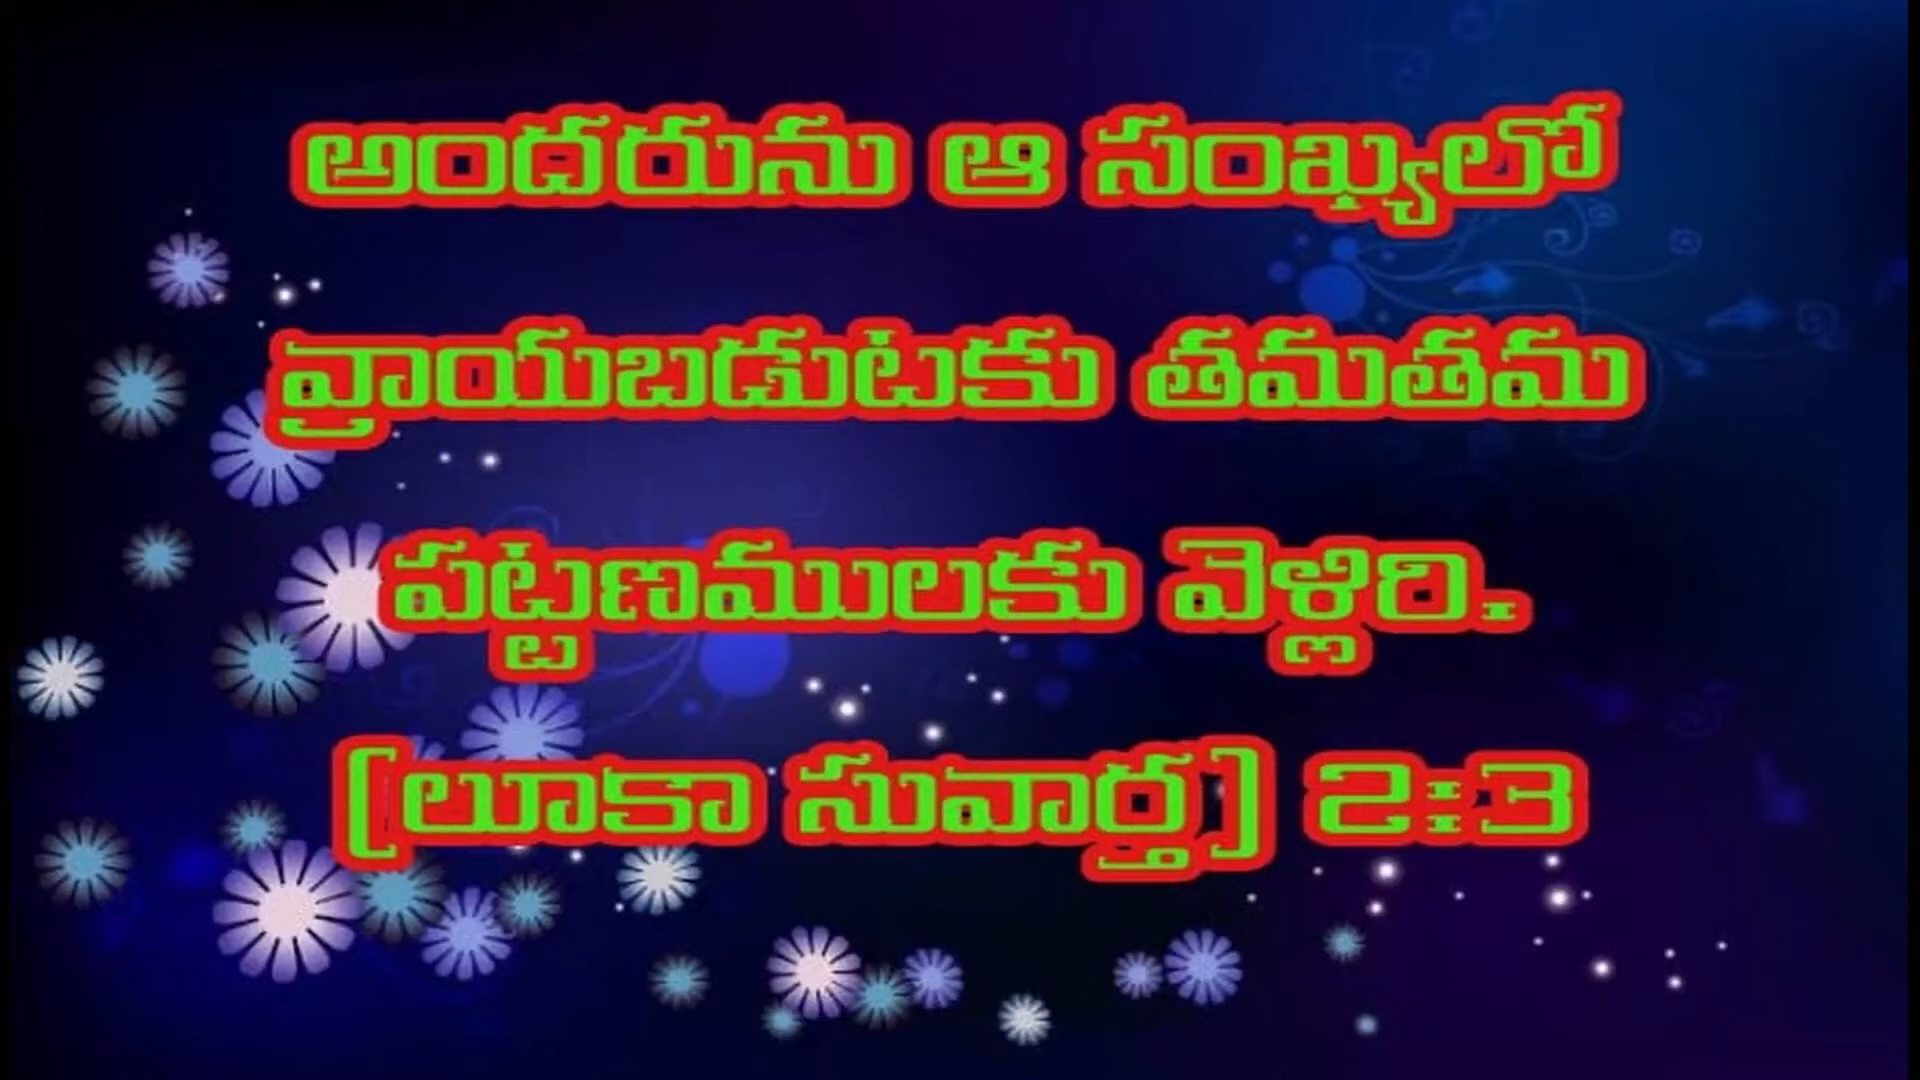 అందరును ఆ సంఖ్యలో
వ్రాయబడుటకు తమతమ
పట్టణములకు వెళ్లిరి.
(లూకా సువార్త) 2:3